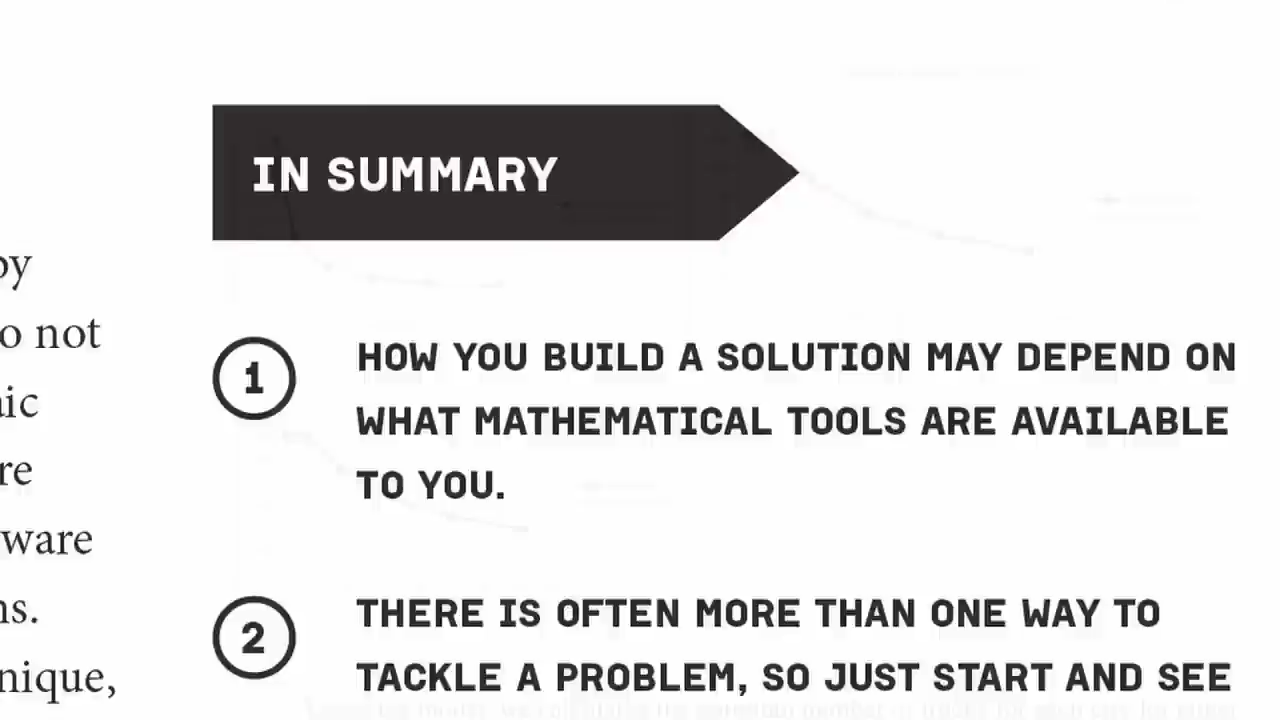 IN SUMMARY
by
o not
ic
re
ware
ns.
nique,
1
HOW YOU BUILD A SOLUTION MAY DEPEND ON
WHAT MATHEMATICAL TOOLS ARE AVAILABLE
TO YOU.
2
THERE IS OFTEN MORE THAN ONE WAY TO
TACKLE A PROBLEM, SO JUST START AND SEE